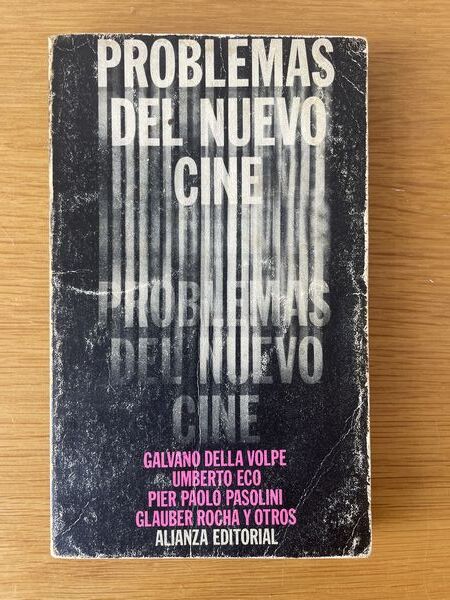 PROBLEMAS
DEL NUEVO
CINE
PROBLEMAS
DEL NUEVO
CINE
GALVANO DELLA VOLPE
UMBERTO ECO
PIER PAOLO PASOLINI
GLAUBER ROCHA Y OTROS
ALIANZA EDITORIAL